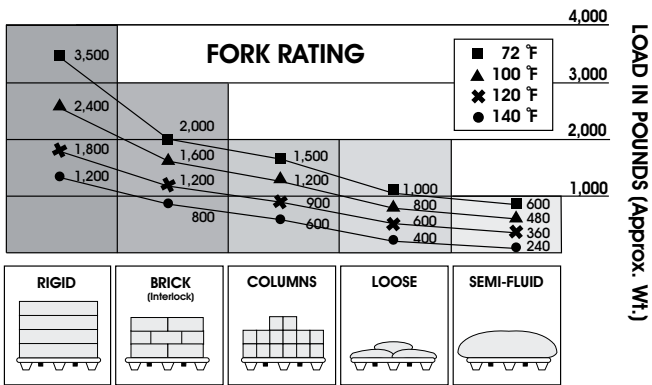 4,000
FORK RATING
72 °F
100 °F
120 °F
140 °F
3,000
2,000
1,000
LOAD IN POUNDS (Approx. Wt.)
3,500
2,400
1,800
1,200
2,000
1,600
1,200
800
1,500
1,200
900
600
1,000
800
600
400
600
480
360
240
RIGID
BRICK
(Interlock)
COLUMNS
LOOSE
SEMI-FLUID